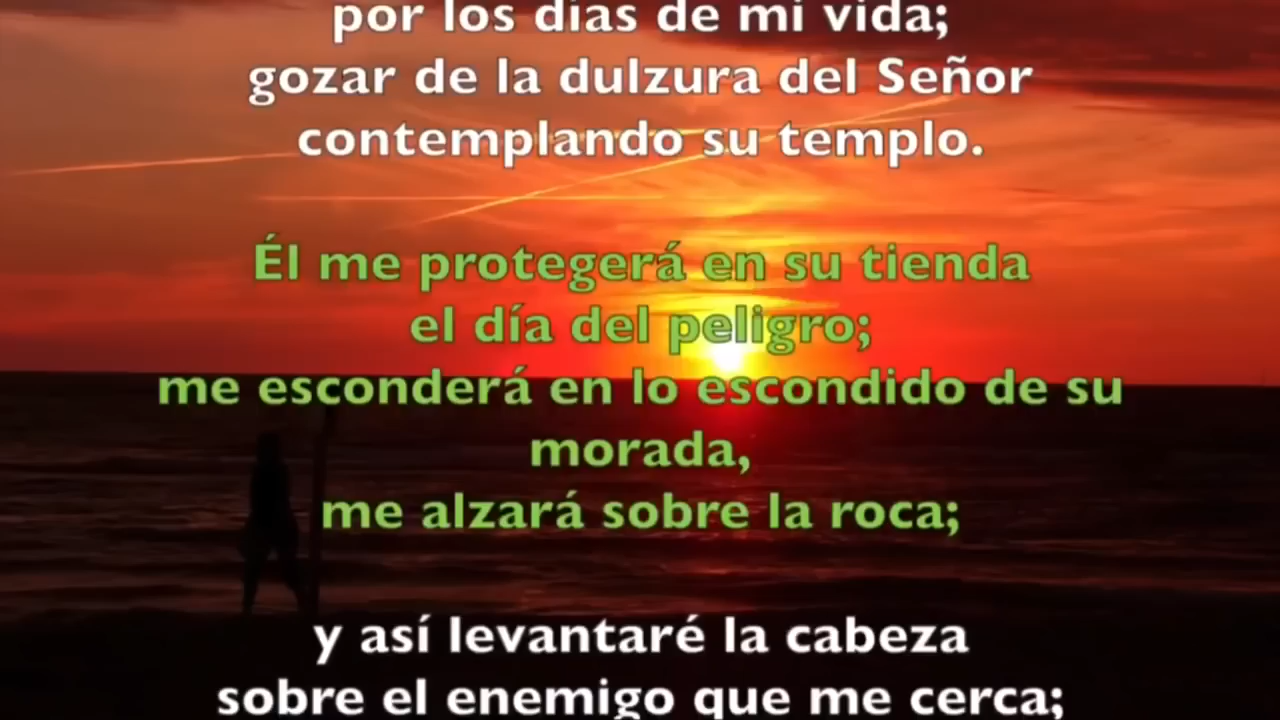 por los días de mi vida;
gozar de la dulzura del Señor
contemplando su templo.
Él me protegerá en su tienda
el día del peligro;
me esconderá en lo escondido de su
morada,
me alzará sobre la roca;
y así levantaré la cabeza
sobre el enemigo que me cerca;